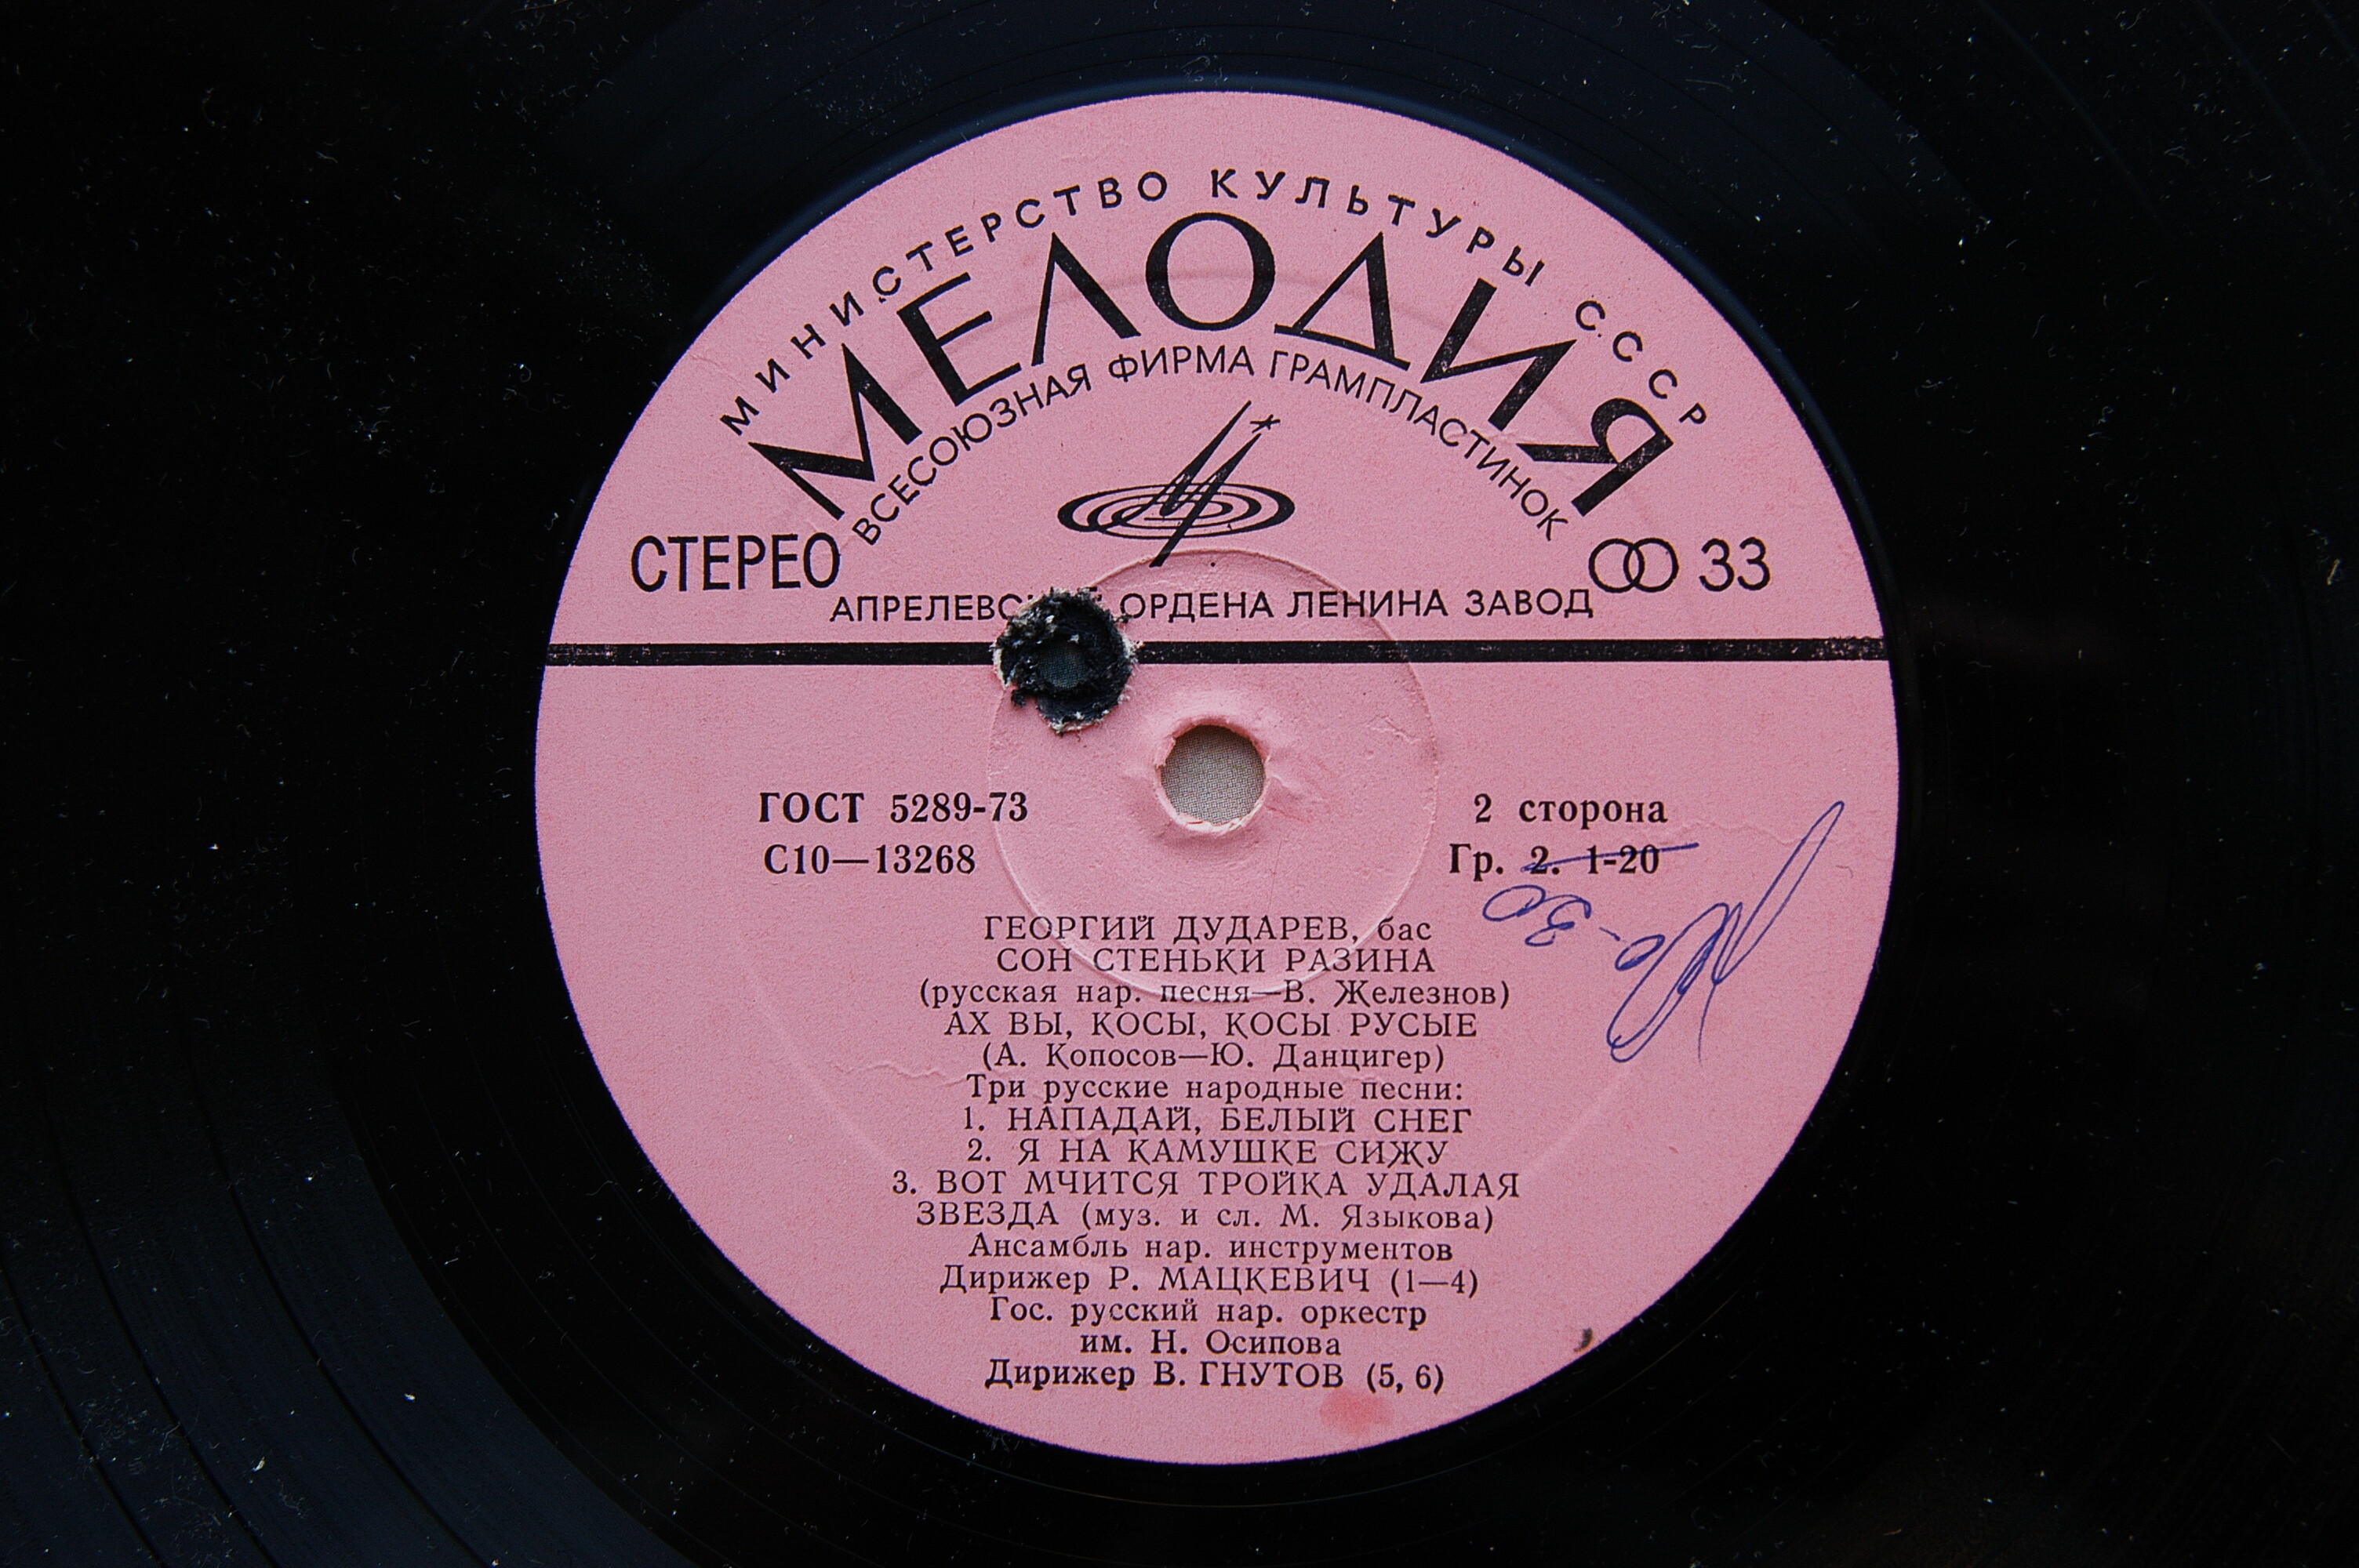 МИНИСТЕРСТВО КУЛЬТУРЫ СССР
МЕЛОДИЯ
ВСЕСОЮЗНАЯ ФИРМА ГРАМПЛАСТИНОК
СТЕРЕО
33
ОРДЕНА ЛЕНИНА ЗАВОД
ГОСТ 5289-73
2 сторона
С10—13268
Гр. 2. 1-20
ГЕОРГИЙ ДУДАРЕВ, бас
СОН СТЕНЬКИ РАЗИНА
(русская нар. песня—В. Железнов)
АХ ВЫ, КОСЫ, КОСЫ РУСЫЕ
(А. Копосов—Ю. Данцигер)
Три русские народные песни:
1. НАПАДАЙ, БЕЛЫЙ СНЕГ
2. Я НА КАМУШКЕ СИЖУ
3. ВОТ МЧИТСЯ ТРОЙКА УДАЛАЯ
ЗВЕЗДА (муз. и сл. М. Языкова)
Ансамбль нар. инструментов
Дирижер Р. МАЦКЕВИЧ (1—4)
Гос. русский нар. оркестр
им. Н. Осипова
Дирижер В. ГНУТОВ (5, 6)